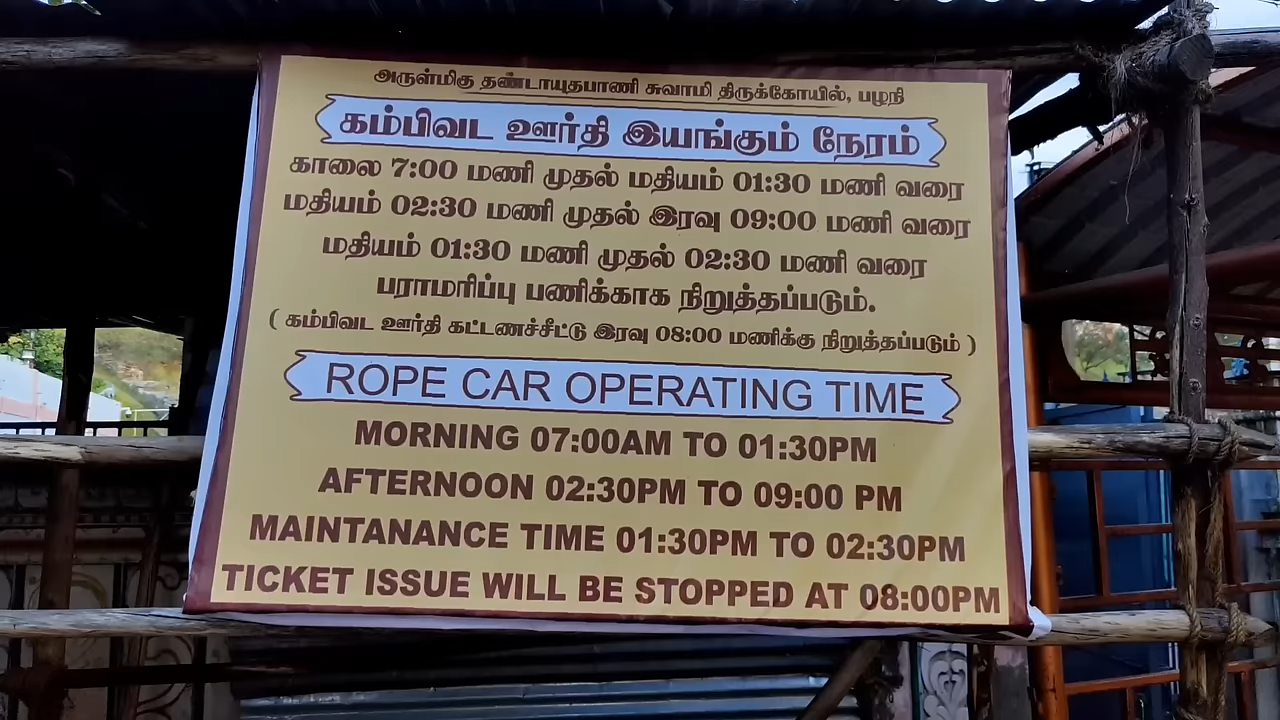 அருள்மிகு தண்டாயுதபாணி சுவாமி திருக்கோயில், பழநி
கம்பிவட ஊர்தி இயங்கும் நேரம்
காலை 7:00 மணி முதல் மதியம் 01:30 மணி வரை
மதியம் 02:30 மணி முதல் இரவு 09:00 மணி வரை
மதியம் 01:30 மணி முதல் 02:30 மணி வரை
பராமரிப்பு பணிக்காக நிறுத்தப்படும்.
( கம்பிவட ஊர்தி கட்டணச்சீட்டு இரவு 08:00 மணிக்கு நிறுத்தப்படும் )
ROPE CAR OPERATING TIME
MORNING 07:00AM TO 01:30PM
AFTERNOON 02:30PM TO 09:00 PM
MAINTANANCE TIME 01:30PM TO 02:30PM
TICKET ISSUE WILL BE STOPPED AT 08:00PM